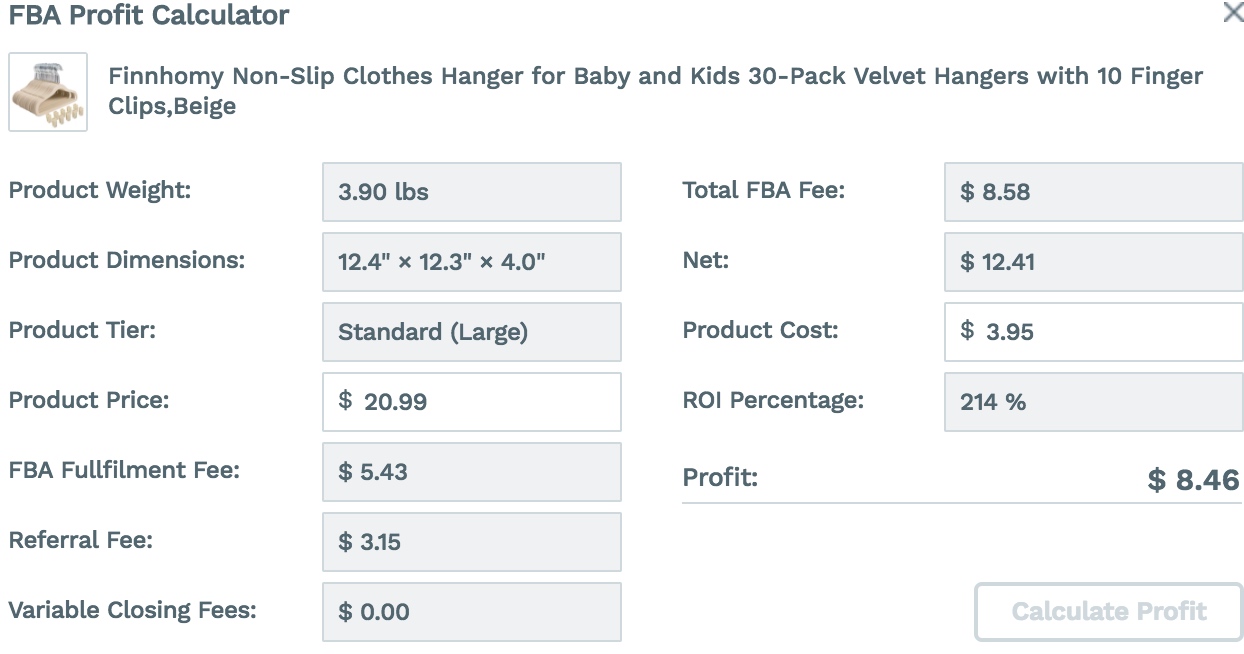 FBA Profit Calculator
Finnhomy Non-Slip Clothes Hanger for Baby and Kids 30-Pack Velvet Hangers with 10 Finger
Clips,Beige
Product Weight: 3.90 lbs
Product Dimensions: 12.4" × 12.3" × 4.0"
Product Tier: Standard (Large)
Product Price: $ 20.99
FBA Fullfilment Fee: $ 5.43
Referral Fee: $ 3.15
Variable Closing Fees: $ 0.00
Total FBA Fee: $ 8.58
Net: $ 12.41
Product Cost: $ 3.95
ROI Percentage: 214 %
Profit: $ 8.46
Calculate Profit